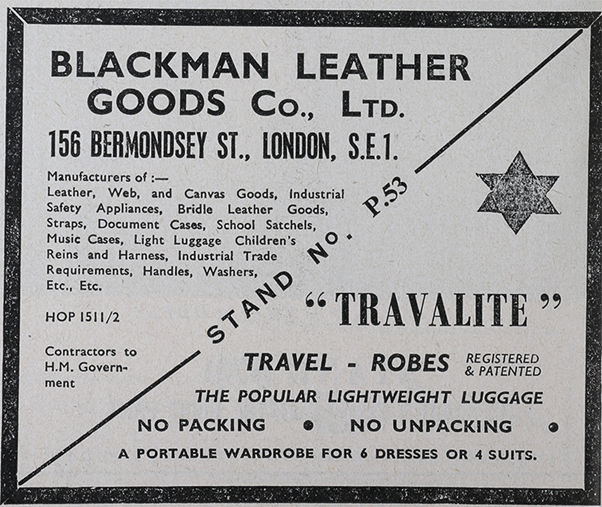 BLACKMAN LEATHER
GOODS Co., LTD.
156 BERMONDSEY ST., LONDON, S.E.1.
Manufacturers of :—
Leather, Web, and Canvas Goods, Industrial
Safety Appliances, Bridle Leather Goods,
Straps, Document Cases, School Satchels,
Music Cases, Light Luggage Children's
Reins and Harness, Industrial Trade
Requirements, Handles, Washers,
Etc., Etc.
HOP 1511/2
Contractors to
H.M. Govern-
ment
STAND No. P.53
“TRAVALITE”
TRAVEL - ROBES REGISTERED
& PATENTED
THE POPULAR LIGHTWEIGHT LUGGAGE
NO PACKING • NO UNPACKING •
A PORTABLE WARDROBE FOR 6 DRESSES OR 4 SUITS.